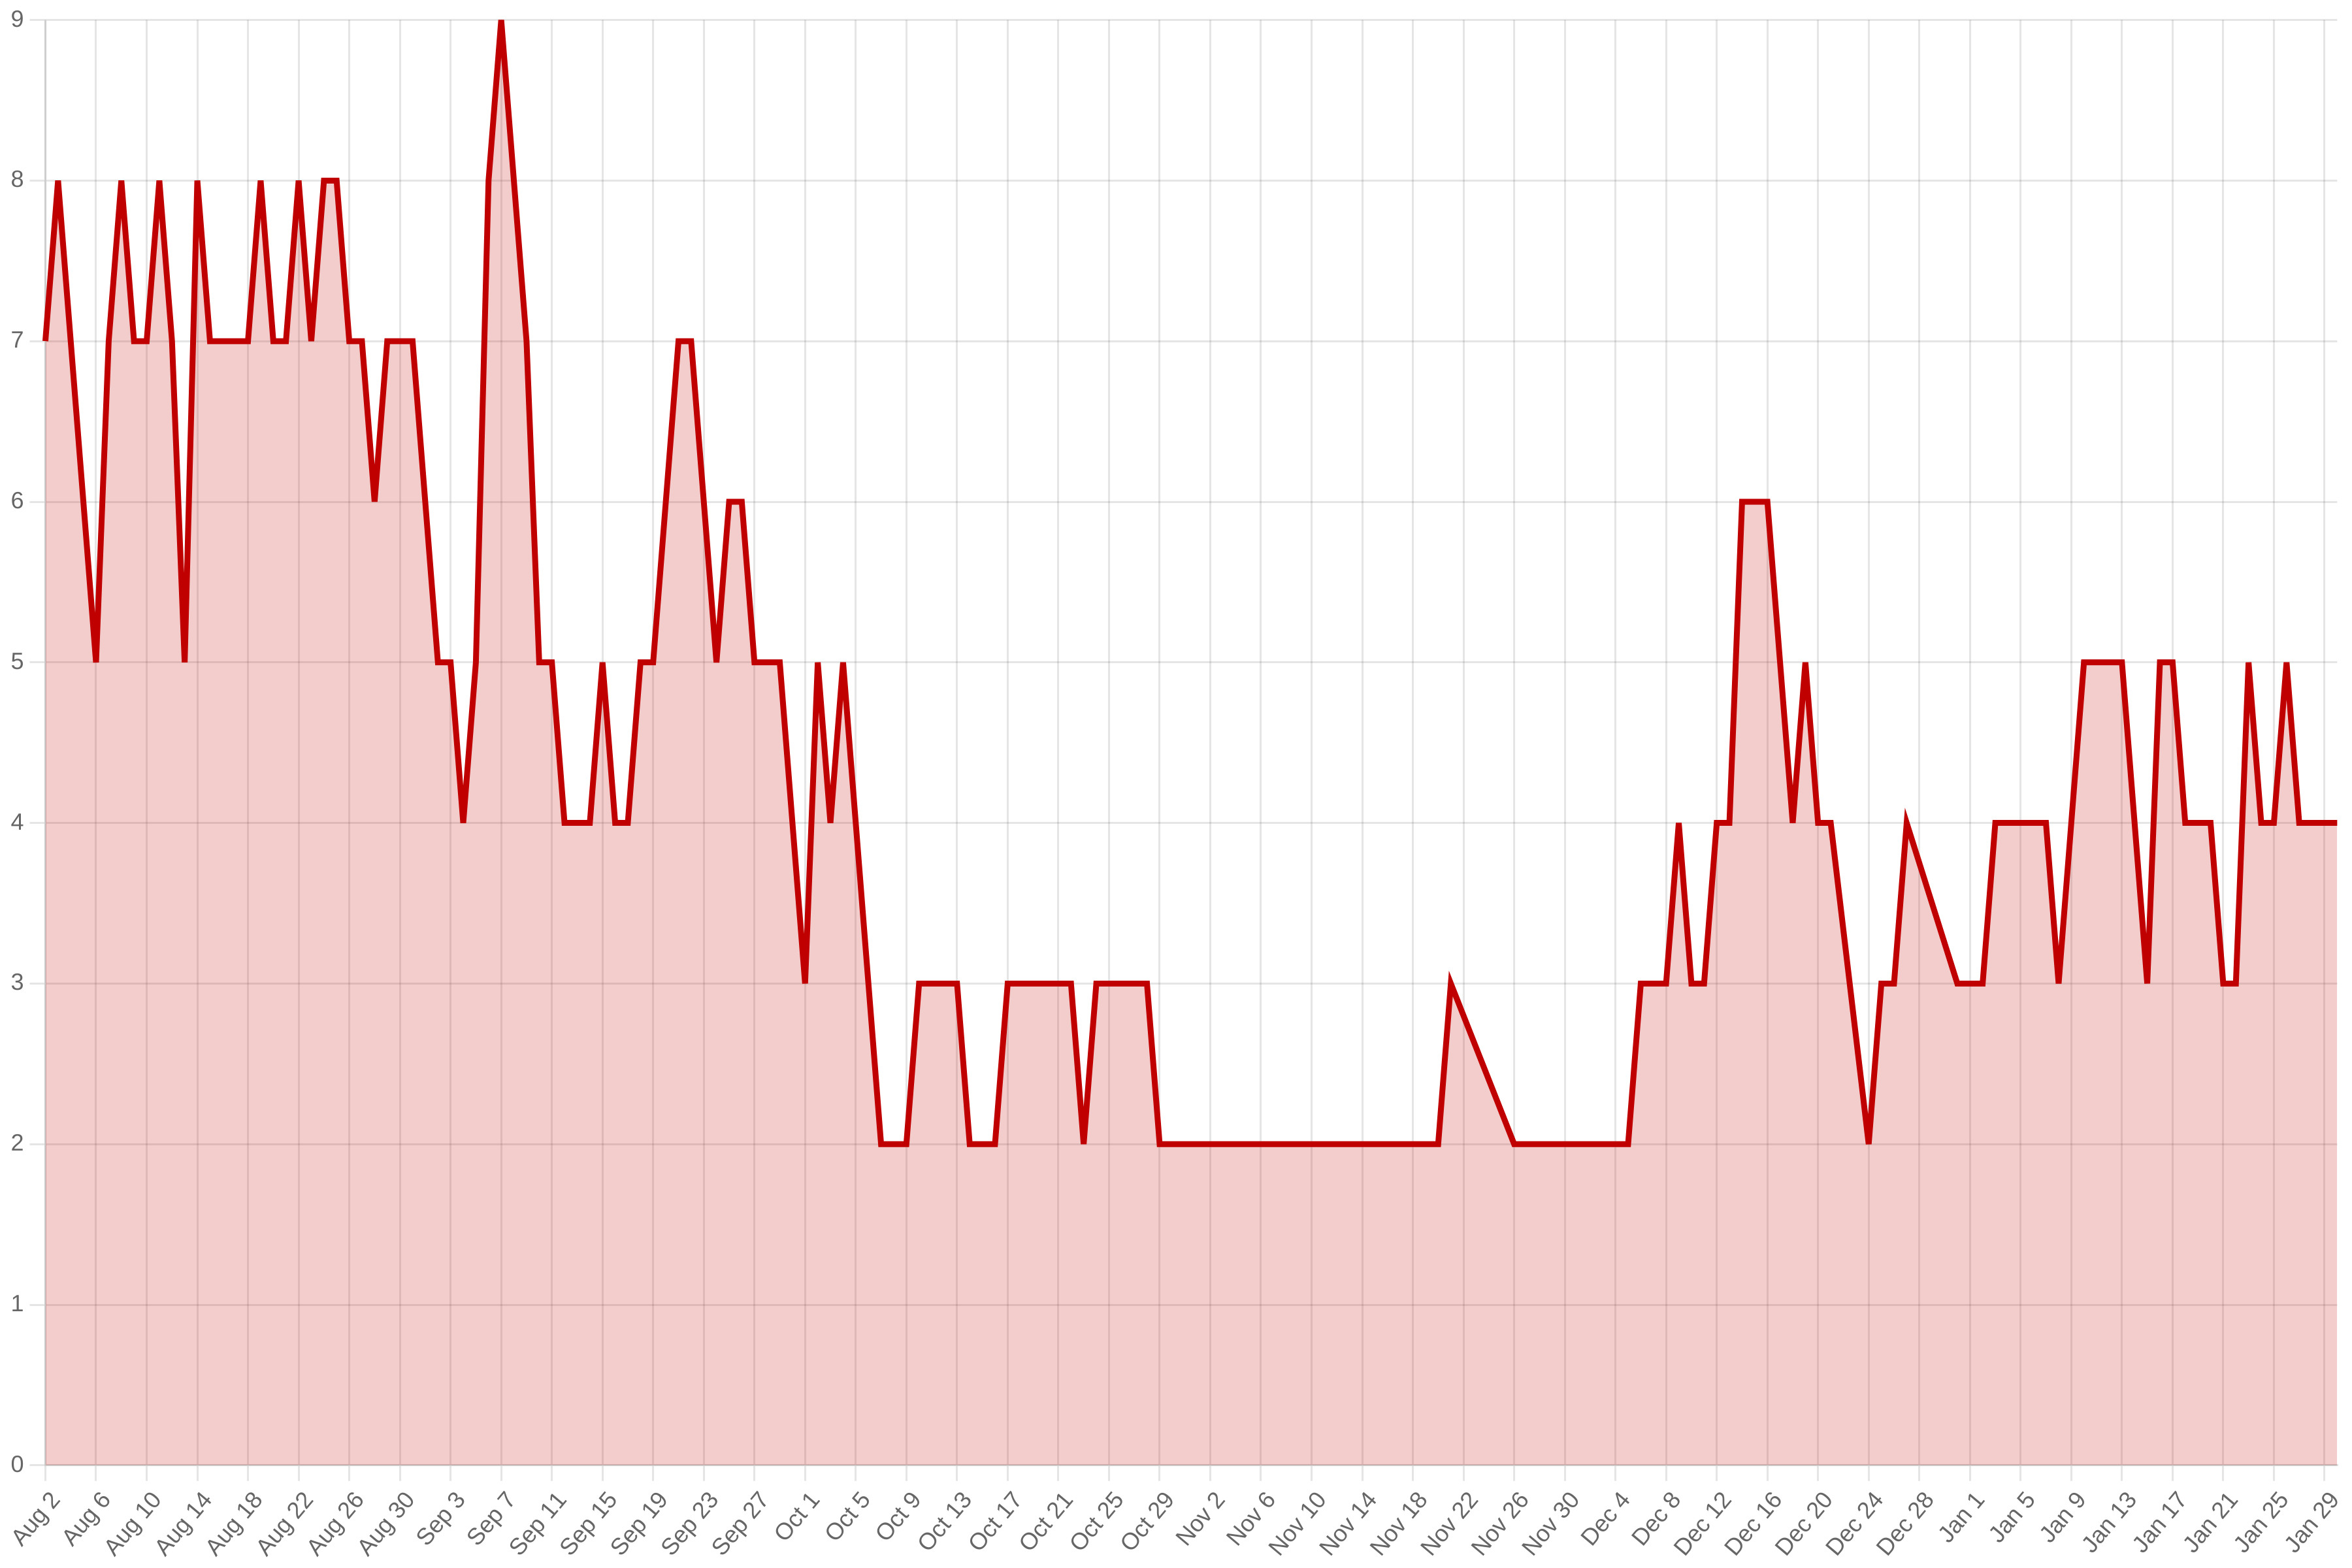 9
8
7
6
5
4
3
2
1
0
Aug 2
Aug 6
Aug 10
Aug 14
Aug 18
Aug 22
Aug 26
Aug 30
Sep 3
Sep 7
Sep 11
Sep 15
Sep 19
Sep 23
Sep 27
Oct 1
Oct 5
Oct 9
Oct 13
Oct 17
Oct 21
Oct 25
Oct 29
Nov 2
Nov 6
Nov 10
Nov 14
Nov 18
Nov 22
Nov 26
Nov 30
Dec 4
Dec 8
Dec 12
Dec 16
Dec 20
Dec 24
Dec 28
Jan 1
Jan 5
Jan 9
Jan 13
Jan 17
Jan 21
Jan 25
Jan 29